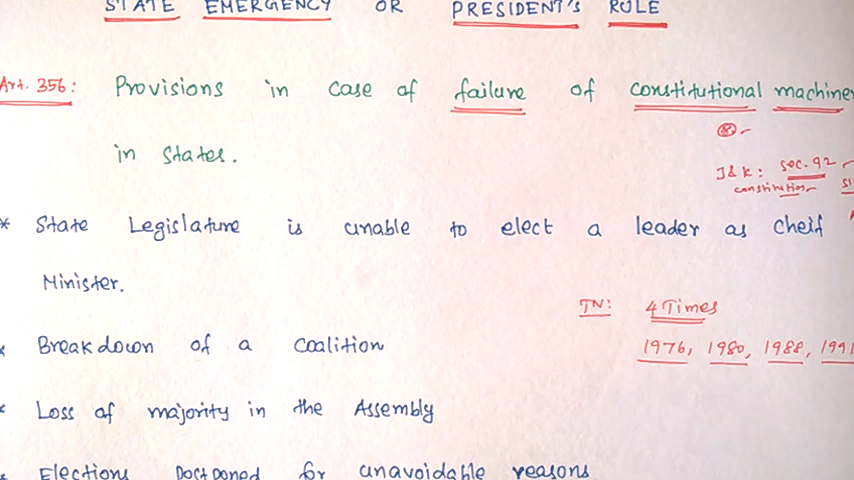 STATE EMERGENCY OR PRESIDENT'S RULE
Art. 356: Provisions in case of failure of constitutional machiner
in States.
J&K: Sec. 92
constitution
* State Legislature is unable to elect a leader as cheif
Minister.
TN: 4 Times
1976, 1980, 1988, 1991
* Breakdown of a coalition
* Loss of majority in the Assembly
* Elections postponed for unavoidable reasons